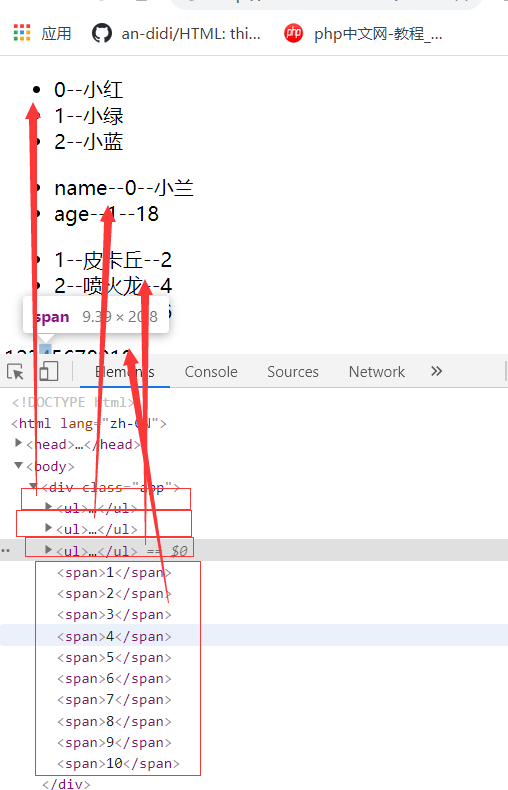 应用 an-didi/HTML: thi... php中文网-教程_...
0--小红
1--小绿
2--小蓝
name--0--小兰
age--1--18
1--皮卡丘--2
2--喷火龙--4
span 9.39 × 20.8
Elements Console Sources Network »
<!DOCTYPE html>
<html lang="zh-CN">
<head>…</head>
<body>
<div class="app">
<ul>…</ul>
<ul>…</ul>
<ul>…</ul> == $0
<span>1</span>
<span>2</span>
<span>3</span>
<span>4</span>
<span>5</span>
<span>6</span>
<span>7</span>
<span>8</span>
<span>9</span>
<span>10</span>
</div>